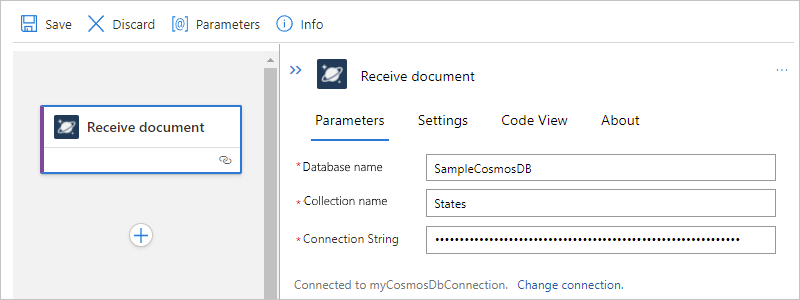 Save Discard [@] Parameters Info
Receive document
Receive document
Parameters Settings Code View About
* Database name SampleCosmosDB
* Collection name States
* Connection String ••••••••••••••••••••••••••••••••••••••••••••••••••••••••••••••
Connected to myCosmosDbConnection. Change connection.